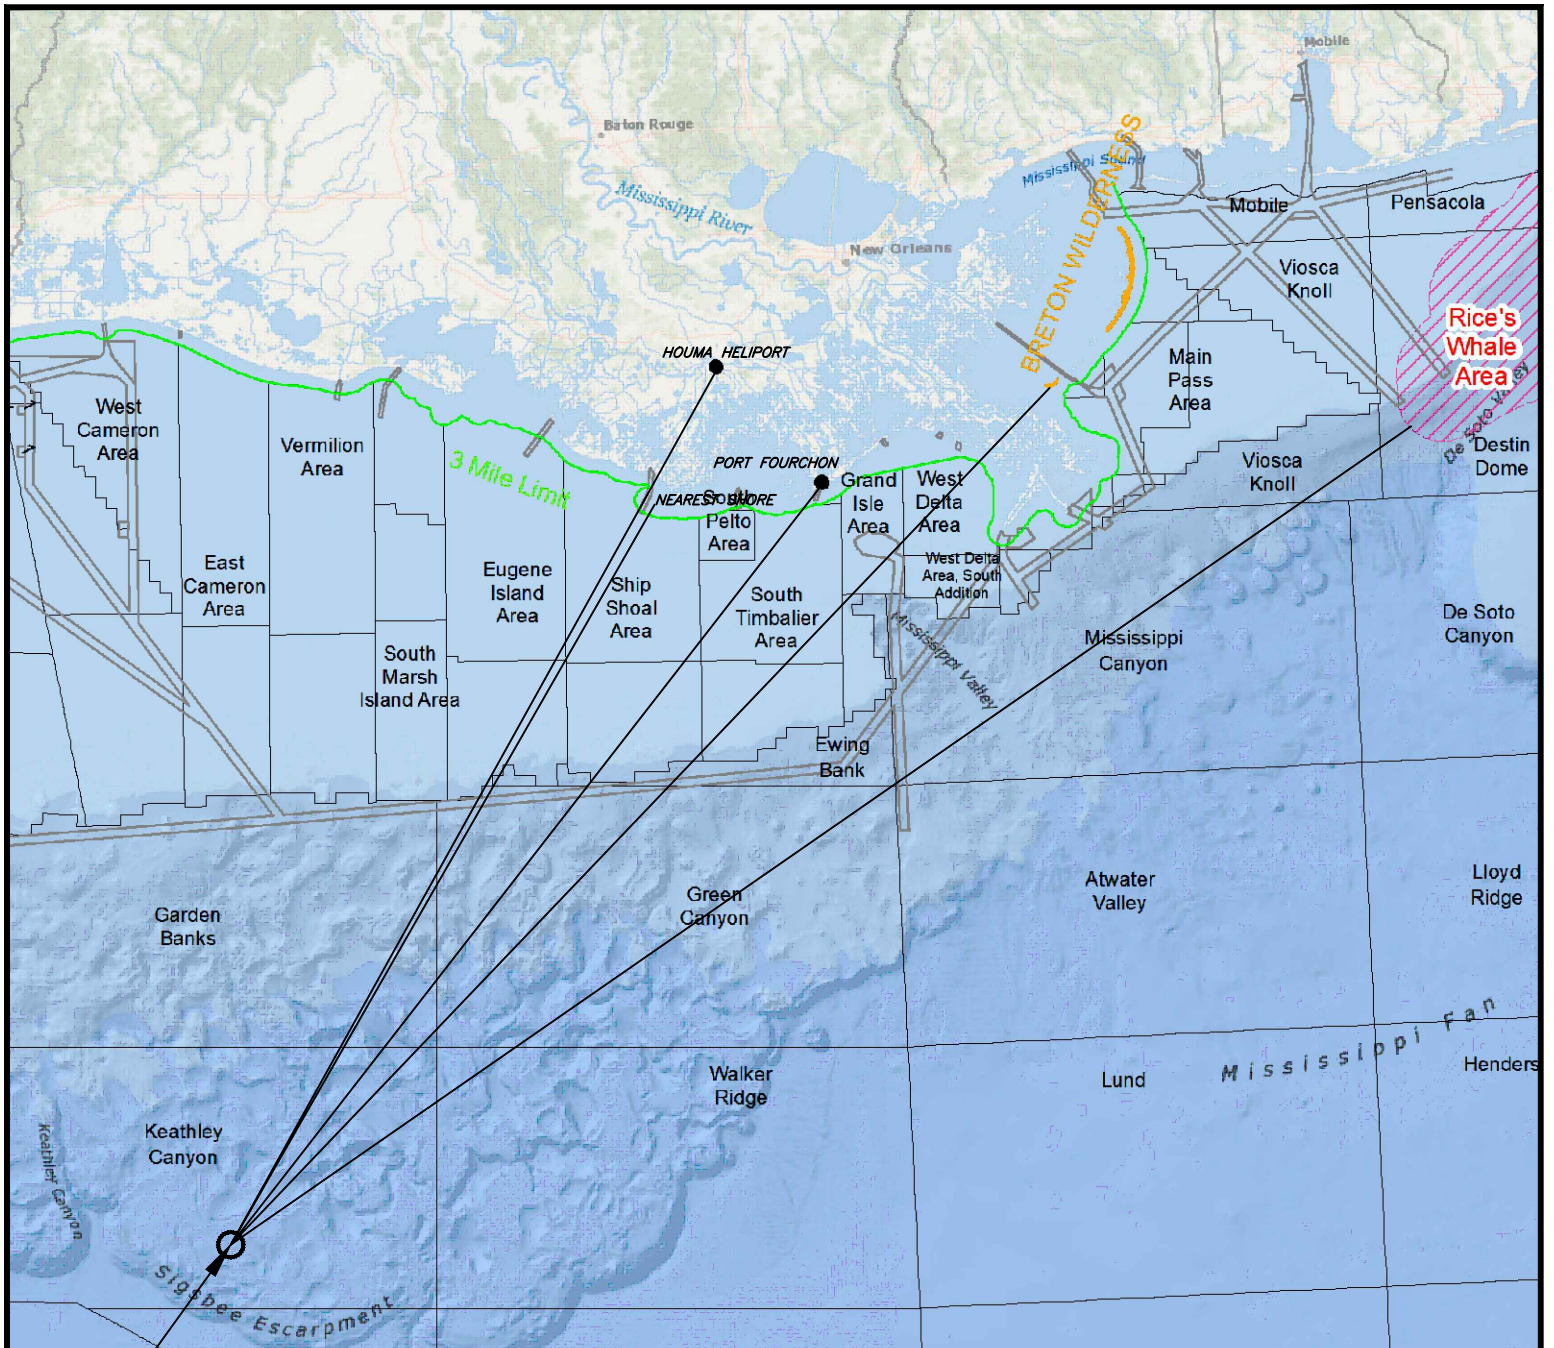 Mobile
Baton Rouge
Mississippi River
New Orleans
Mississippi Sound
BRETON WILDERNESS
Mobile
Pensacola
Viosca
Knoll
Rice's
Whale
Area
De Soto Valley
Destin
Dome
Main
Pass
Area
Viosca
Knoll
HOUMA HELIPORT
PORT FOURCHON
NEAREST SHORE
3 Mile Limit
West
Cameron
Area
Vermilion
Area
East
Cameron
Area
South
Marsh
Island Area
Eugene
Island
Area
Ship
Shoal
Area
South
Pelto
Area
South
Timbalier
Area
Grand
Isle
Area
West
Delta
Area
West Delta
Area, South
Addition
Mississippi Valley
Mississippi
Canyon
De Soto
Canyon
Ewing
Bank
Garden
Banks
Green
Canyon
Atwater
Valley
Lloyd
Ridge
Mississippi Fan
Walker
Ridge
Lund
Henders
Keathley
Canyon
Keathley Canyon
Sigsbee Escarpment